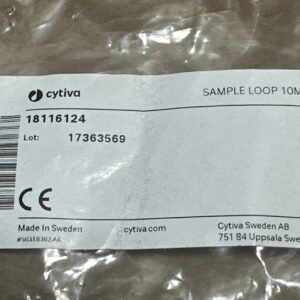 cytiva
SAMPLE LOOP 10M
18116124
Lot: 17363569
CE
Made In Sweden
cytiva.com
Cytiva Sweden AB
751 84 Uppsala Swe